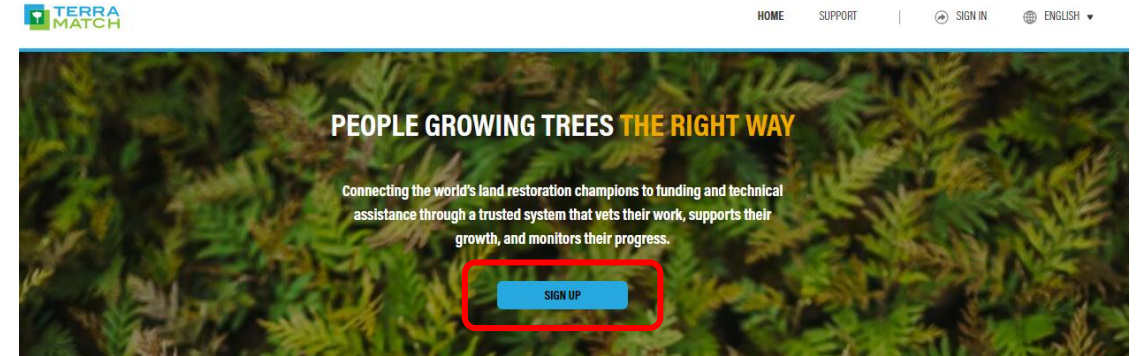 TERRA
MATCH
HOME SUPPORT | SIGN IN ENGLISH ▼
PEOPLE GROWING TREES THE RIGHT WAY
Connecting the world's land restoration champions to funding and technical
assistance through a trusted system that vets their work, supports their
growth, and monitors their progress.
SIGN UP